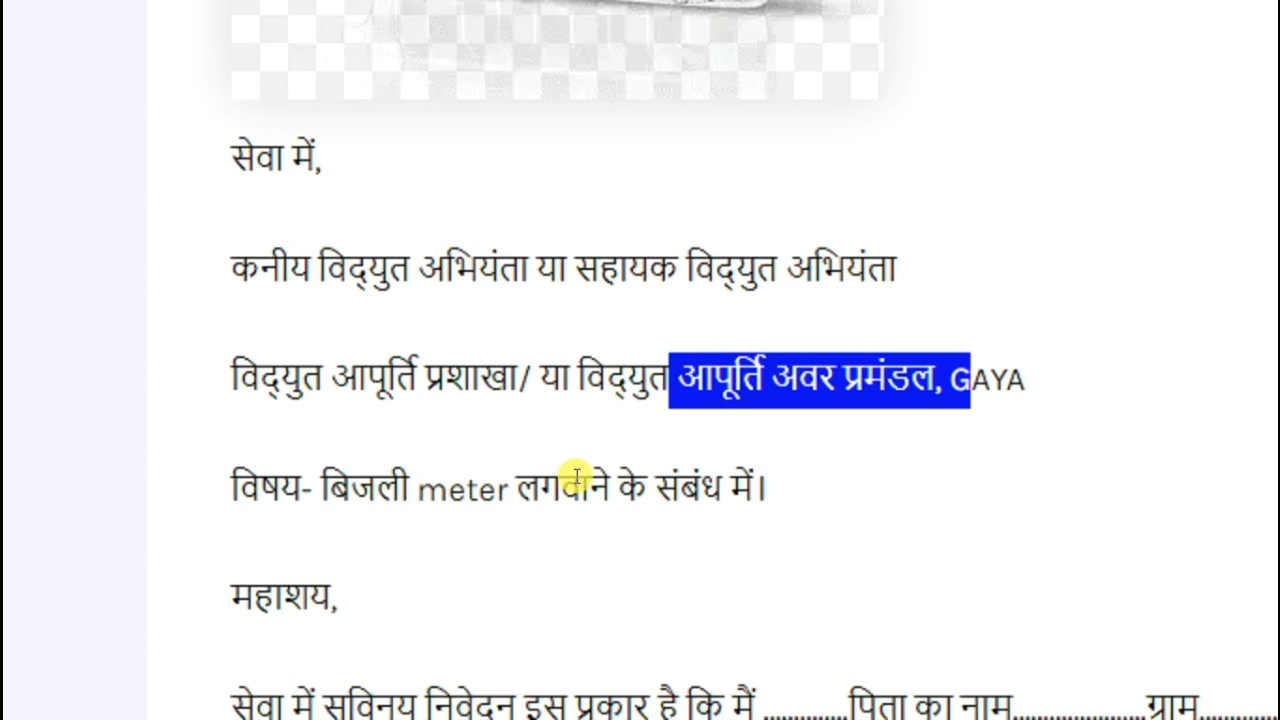 सेवा में,
कनीय विद्युत अभियंता या सहायक विद्युत अभियंता
विद्युत आपूर्ति प्रशाखा/ या विद्युत आपूर्ति अवर प्रमंडल, GAYA
विषय- बिजली meter लगवाने के संबंध में।
महाशय,
सेवा में सविनय निवेदन इस प्रकार है कि मैं ..............पिता का नाम......................ग्राम.............